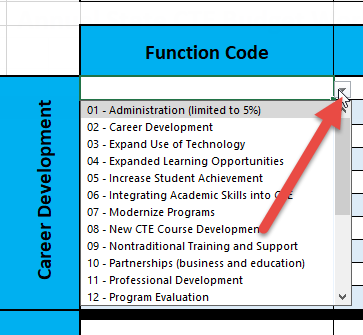 Function Code
Career Development
01 - Administration (limited to 5%)
02 - Career Development
03 - Expand Use of Technology
04 - Expanded Learning Opportunities
05 - Increase Student Achievement
06 - Integrating Academic Skills into CTE
07 - Modernize Programs
08 - New CTE Course Development
09 - Nontraditional Training and Support
10 - Partnerships (business and education)
11 - Professional Development
12 - Program Evaluation